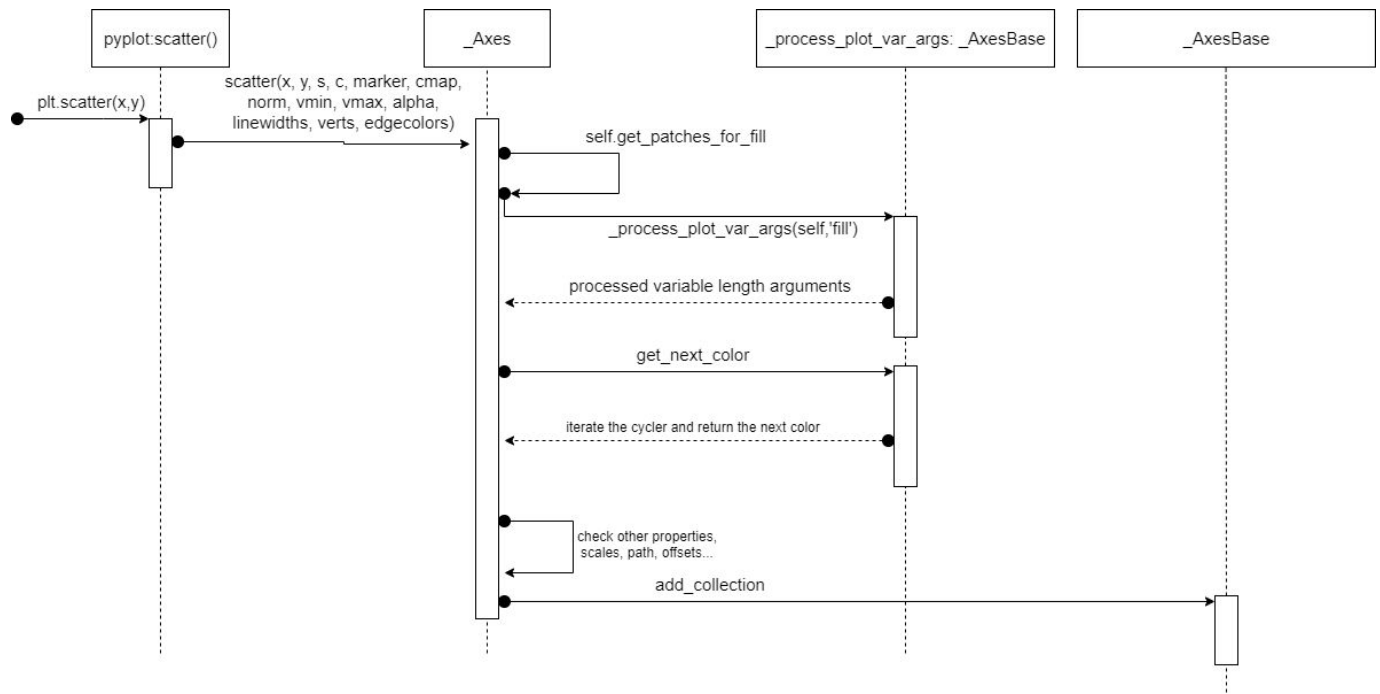 pyplot:scatter()
_Axes
_process_plot_var_args: _AxesBase
_AxesBase
plt.scatter(x,y)
scatter(x, y, s, c, marker, cmap,
norm, vmin, vmax, alpha,
linewidths, verts, edgecolors)
self.get_patches_for_fill
_process_plot_var_args(self,'fill')
processed variable length arguments
get_next_color
iterate the cycler and return the next color
check other properties,
scales, path, offsets...
add_collection